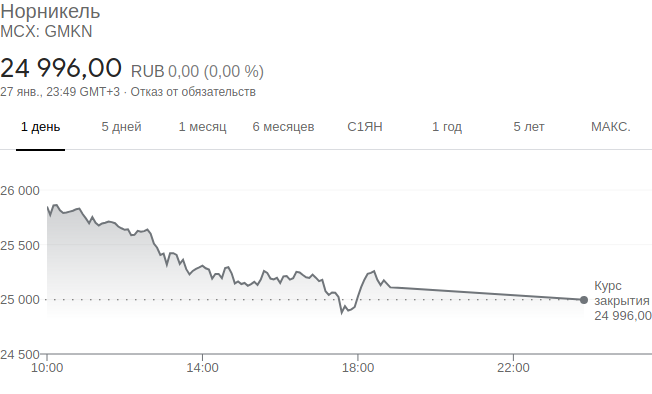 Норникель
MCX: GMKN
24 996,00 RUB 0,00 (0,00 %)
27 янв., 23:49 GMT+3 · Отказ от обязательств
1 день 5 дней 1 месяц 6 месяцев С1ЯН 1 год 5 лет МАКС.
26 000
25 500
25 000
24 500
Курс
закрытия
24 996,00
10:00 14:00 18:00 22:00